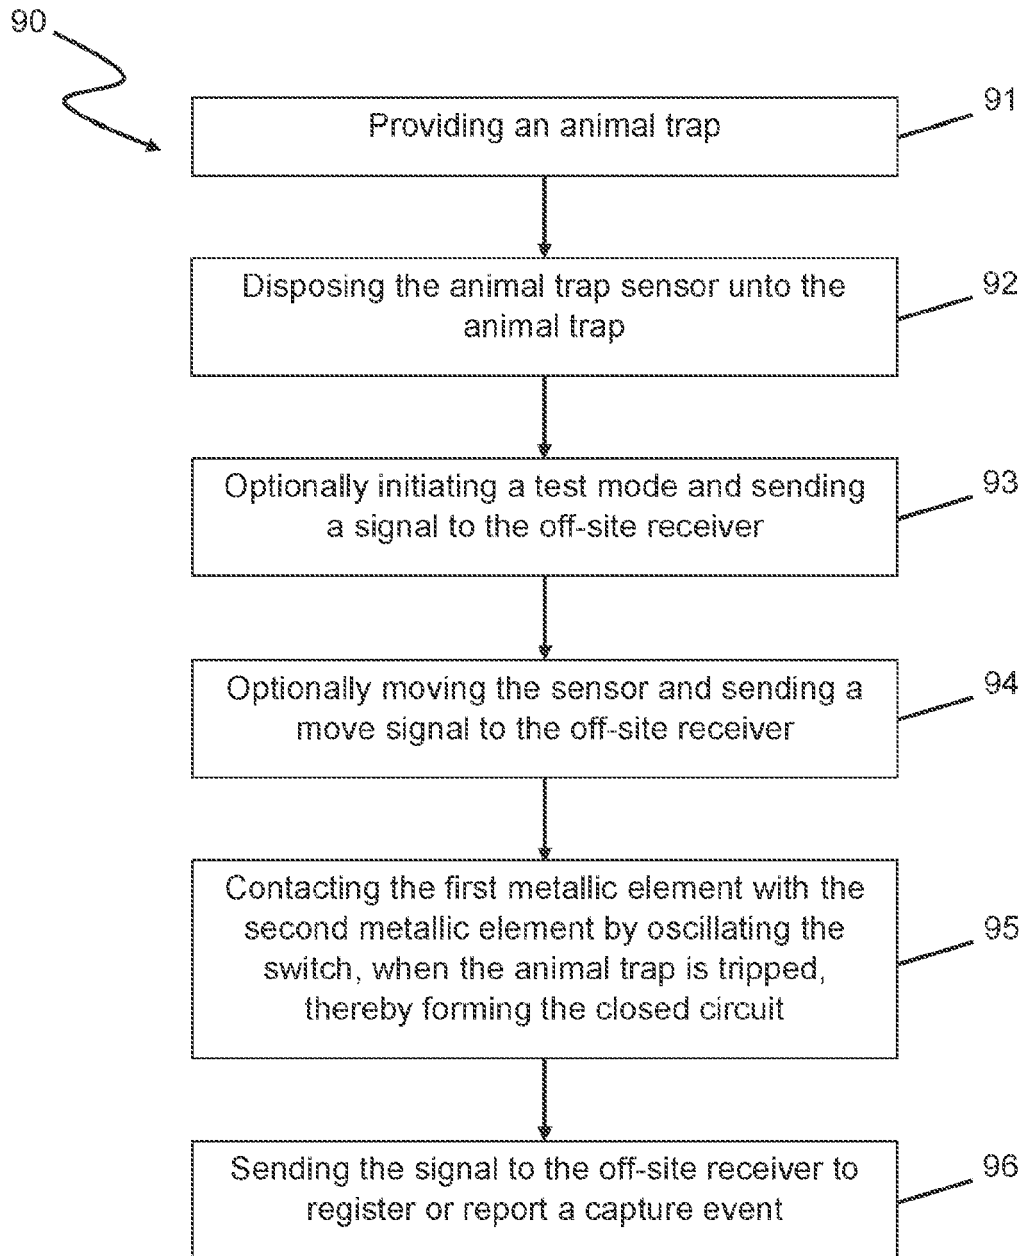 90
Providing an animal trap
91
Disposing the animal trap sensor unto the
animal trap
92
Optionally initiating a test mode and sending
a signal to the off-site receiver
93
Optionally moving the sensor and sending a
move signal to the off-site receiver
94
Contacting the first metallic element with the
second metallic element by oscillating the
switch, when the animal trap is tripped,
thereby forming the closed circuit
95
Sending the signal to the off-site receiver to
register or report a capture event
96